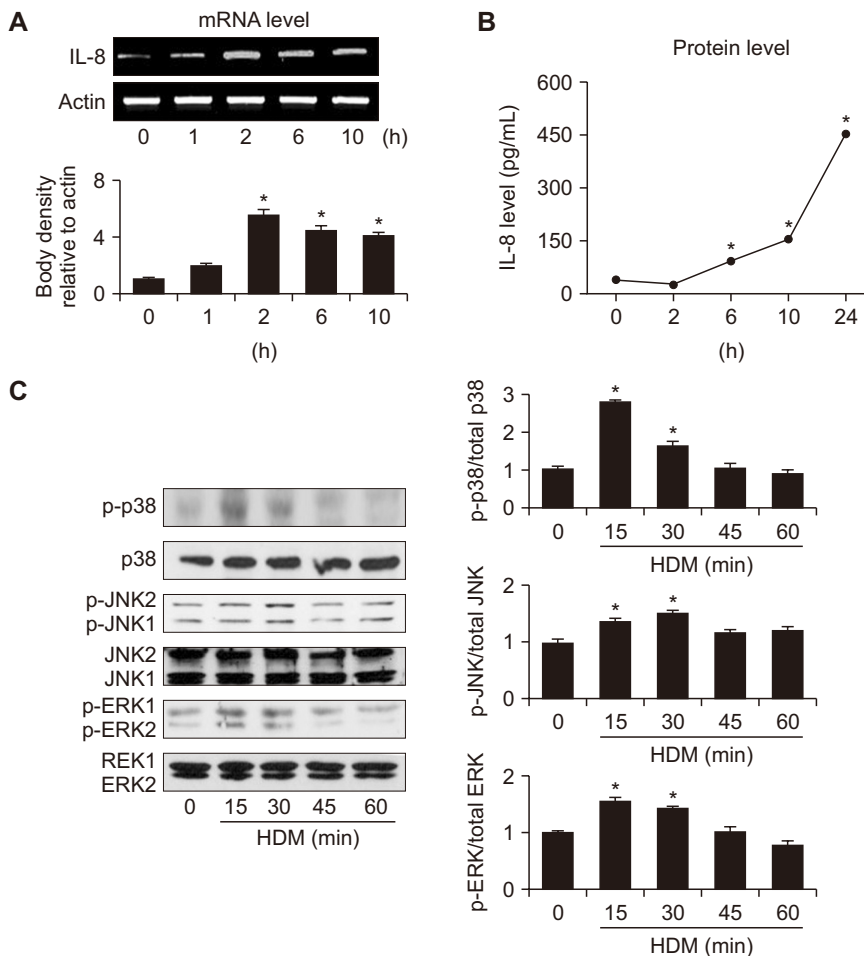 A
mRNA level
IL-8
Actin
0 1 2 6 10 (h)
Body density
relative to actin
8
4
0
* * *
0 1 2 6 10
(h)
B
Protein level
IL-8 level (pg/mL)
600
450
300
150
0
* * *
0 2 6 10 24
(h)
C
p-p38
p38
p-JNK2
p-JNK1
JNK2
JNK1
p-ERK1
p-ERK2
REK1
ERK2
0 15 30 45 60
HDM (min)
p-p38/total p38
3
2
1
0
* *
0 15 30 45 60
HDM (min)
p-JNK/total JNK
2
1
0
* *
0 15 30 45 60
HDM (min)
p-ERK/total ERK
2
1
0
* *
0 15 30 45 60
HDM (min)